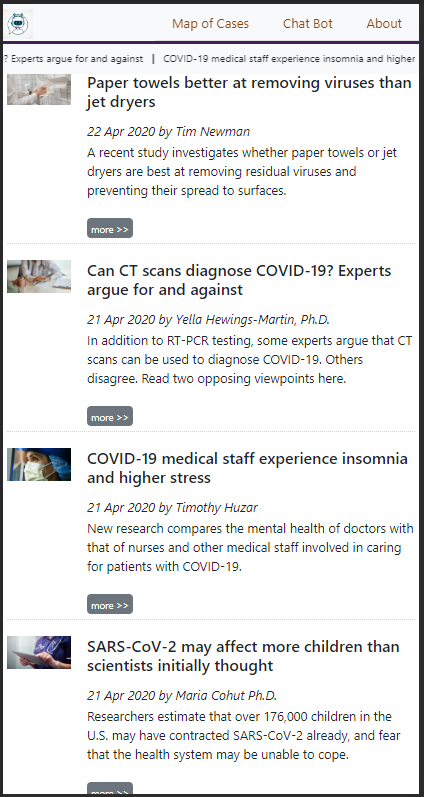 Map of Cases Chat Bot About
? Experts argue for and against | COVID-19 medical staff experience insomnia and higher
Paper towels better at removing viruses than
jet dryers
22 Apr 2020 by Tim Newman
A recent study investigates whether paper towels or jet
dryers are best at removing residual viruses and
preventing their spread to surfaces.
more >>
Can CT scans diagnose COVID-19? Experts
argue for and against
21 Apr 2020 by Yella Hewings-Martin, Ph.D.
In addition to RT-PCR testing, some experts argue that CT
scans can be used to diagnose COVID-19. Others
disagree. Read two opposing viewpoints here.
more >>
COVID-19 medical staff experience insomnia
and higher stress
21 Apr 2020 by Timothy Huzar
New research compares the mental health of doctors with
that of nurses and other medical staff involved in caring
for patients with COVID-19.
more >>
SARS-CoV-2 may affect more children than
scientists initially thought
21 Apr 2020 by Maria Cohut Ph.D.
Researchers estimate that over 176,000 children in the
U.S. may have contracted SARS-CoV-2 already, and fear
that the health system may be unable to cope.
more >>